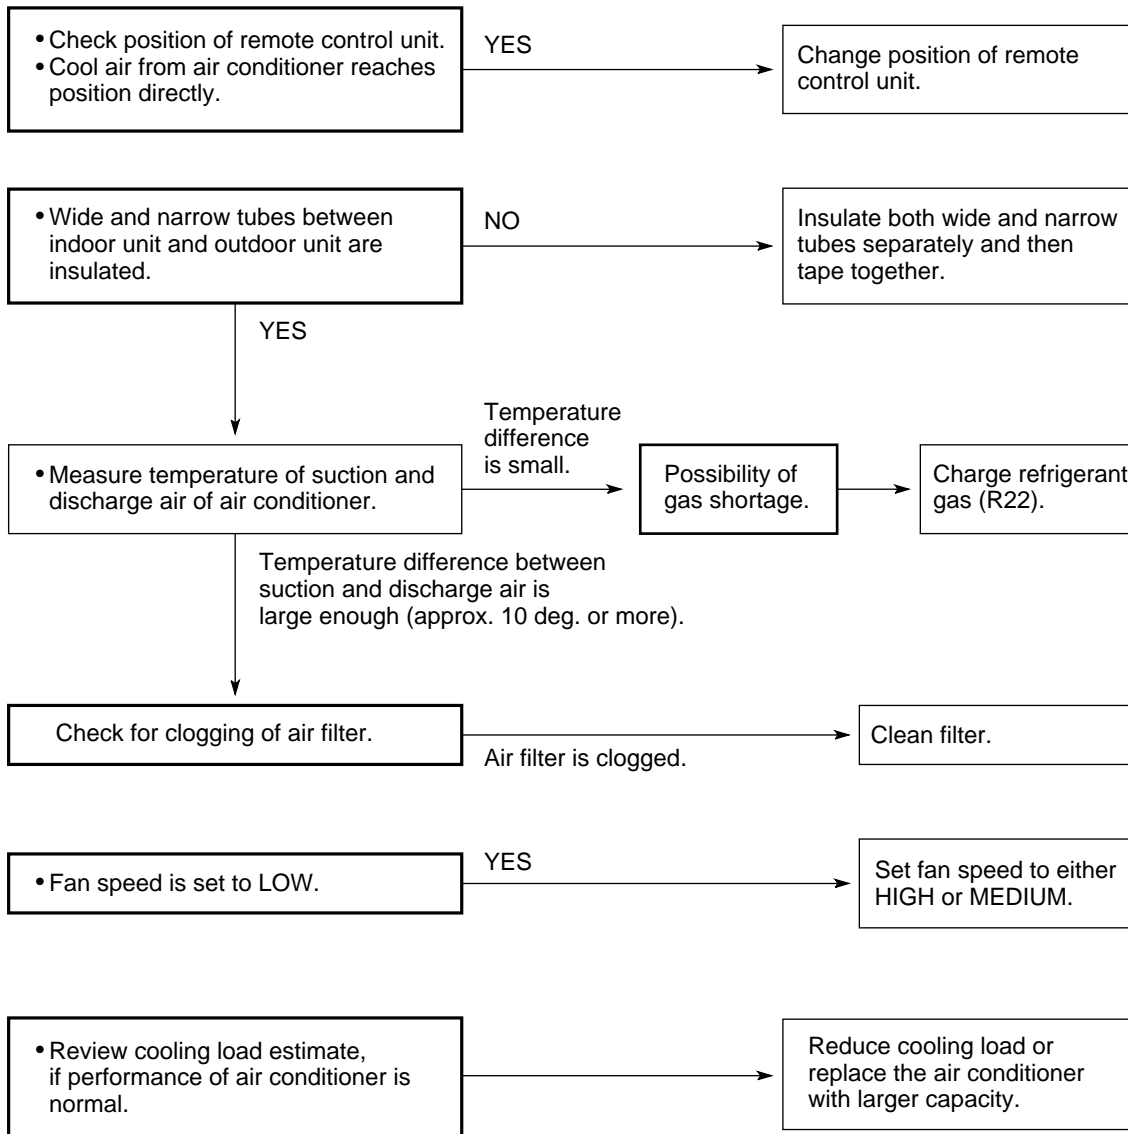 • Check position of remote control unit.
• Cool air from air conditioner reaches
position directly.
YES
Change position of remote
control unit.
• Wide and narrow tubes between
indoor unit and outdoor unit are
insulated.
NO
Insulate both wide and narrow
tubes separately and then
tape together.
YES
Temperature
difference
is small.
• Measure temperature of suction and
discharge air of air conditioner.
Possibility of
gas shortage.
Charge refrigerant
gas (R22).
Temperature difference between
suction and discharge air is
large enough (approx. 10 deg. or more).
Check for clogging of air filter.
Air filter is clogged.
Clean filter.
• Fan speed is set to LOW.
YES
Set fan speed to either
HIGH or MEDIUM.
• Review cooling load estimate,
if performance of air conditioner is
normal.
Reduce cooling load or
replace the air conditioner
with larger capacity.